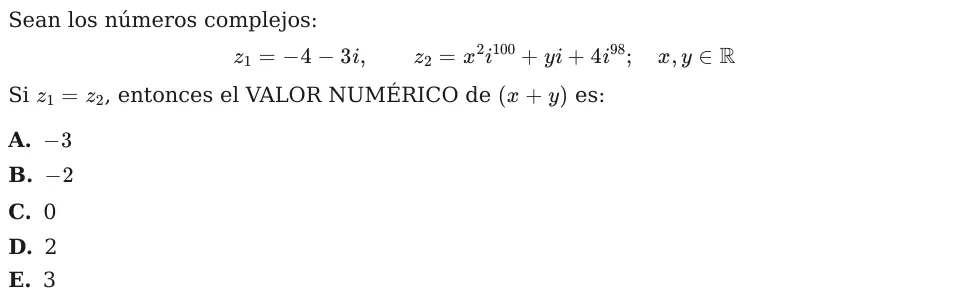 Sean los números complejos:
z₁ = −4 − 3i, z₂ = x²i¹⁰⁰ + yi + 4i⁹⁸; x, y ∈ ℝ
Si z₁ = z₂, entonces el VALOR NUMÉRICO de (x + y) es:
A. −3
B. −2
C. 0
D. 2
E. 3